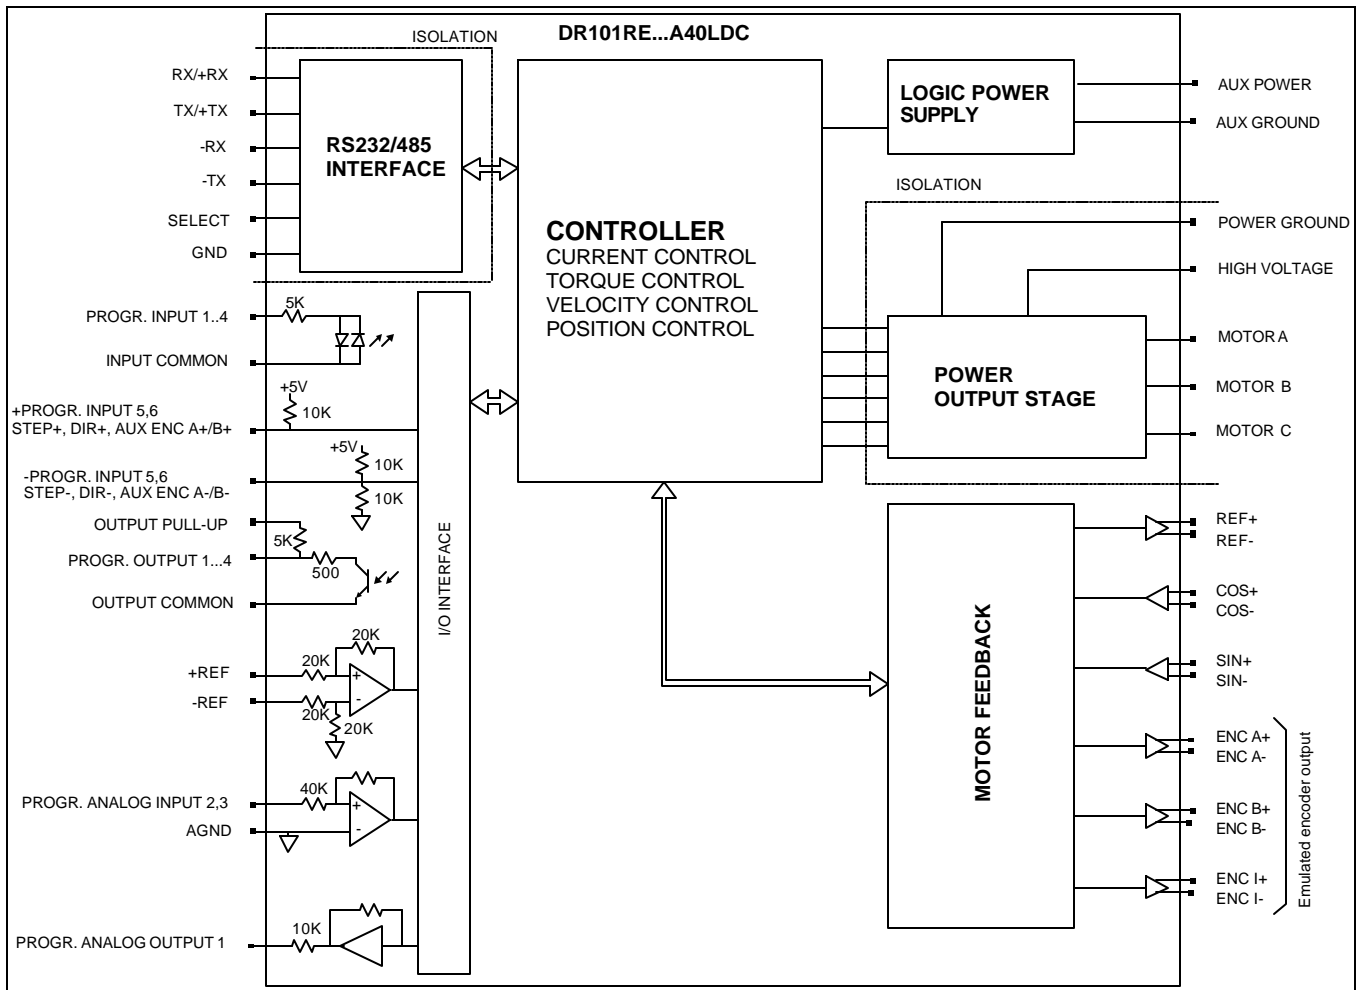 DR101RE...A40LDC
ISOLATION
RX/+RX
TX/+TX
-RX
-TX
SELECT
GND
RS232/485
INTERFACE
PROGR. INPUT 1..4
5K
INPUT COMMON
+5V
10K
+PROGR. INPUT 5,6
STEP+, DIR+, AUX ENC A+/B+
+5V
10K
-PROGR. INPUT 5,6
STEP-, DIR-, AUX ENC A-/B-
10K
OUTPUT PULL-UP
5K
PROGR. OUTPUT 1...4
500
OUTPUT COMMON
20K
20K
+REF
+
-REF
-
20K
20K
PROGR. ANALOG INPUT 2,3
40K
+
AGND
-
PROGR. ANALOG OUTPUT 1
10K
I/O INTERFACE
CONTROLLER
CURRENT CONTROL
TORQUE CONTROL
VELOCITY CONTROL
POSITION CONTROL
LOGIC POWER
SUPPLY
AUX POWER
AUX GROUND
ISOLATION
POWER GROUND
HIGH VOLTAGE
POWER
OUTPUT STAGE
MOTOR A
MOTOR B
MOTOR C
MOTOR FEEDBACK
REF+
REF-
COS+
COS-
SIN+
SIN-
ENC A+
ENC A-
ENC B+
ENC B-
ENC I+
ENC I-
Emulated encoder output